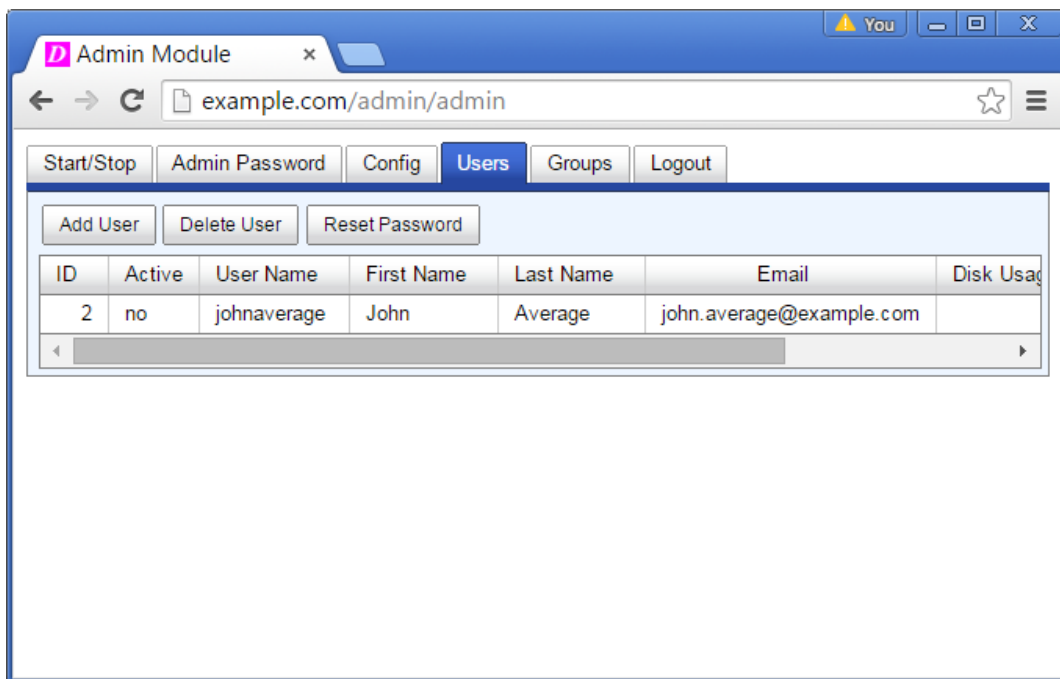 You
D Admin Module
example.com/admin/admin
Start/Stop Admin Password Config Users Groups Logout
Add User Delete User Reset Password
ID Active User Name First Name Last Name Email Disk Usag
2 no johnaverage John Average john.average@example.com